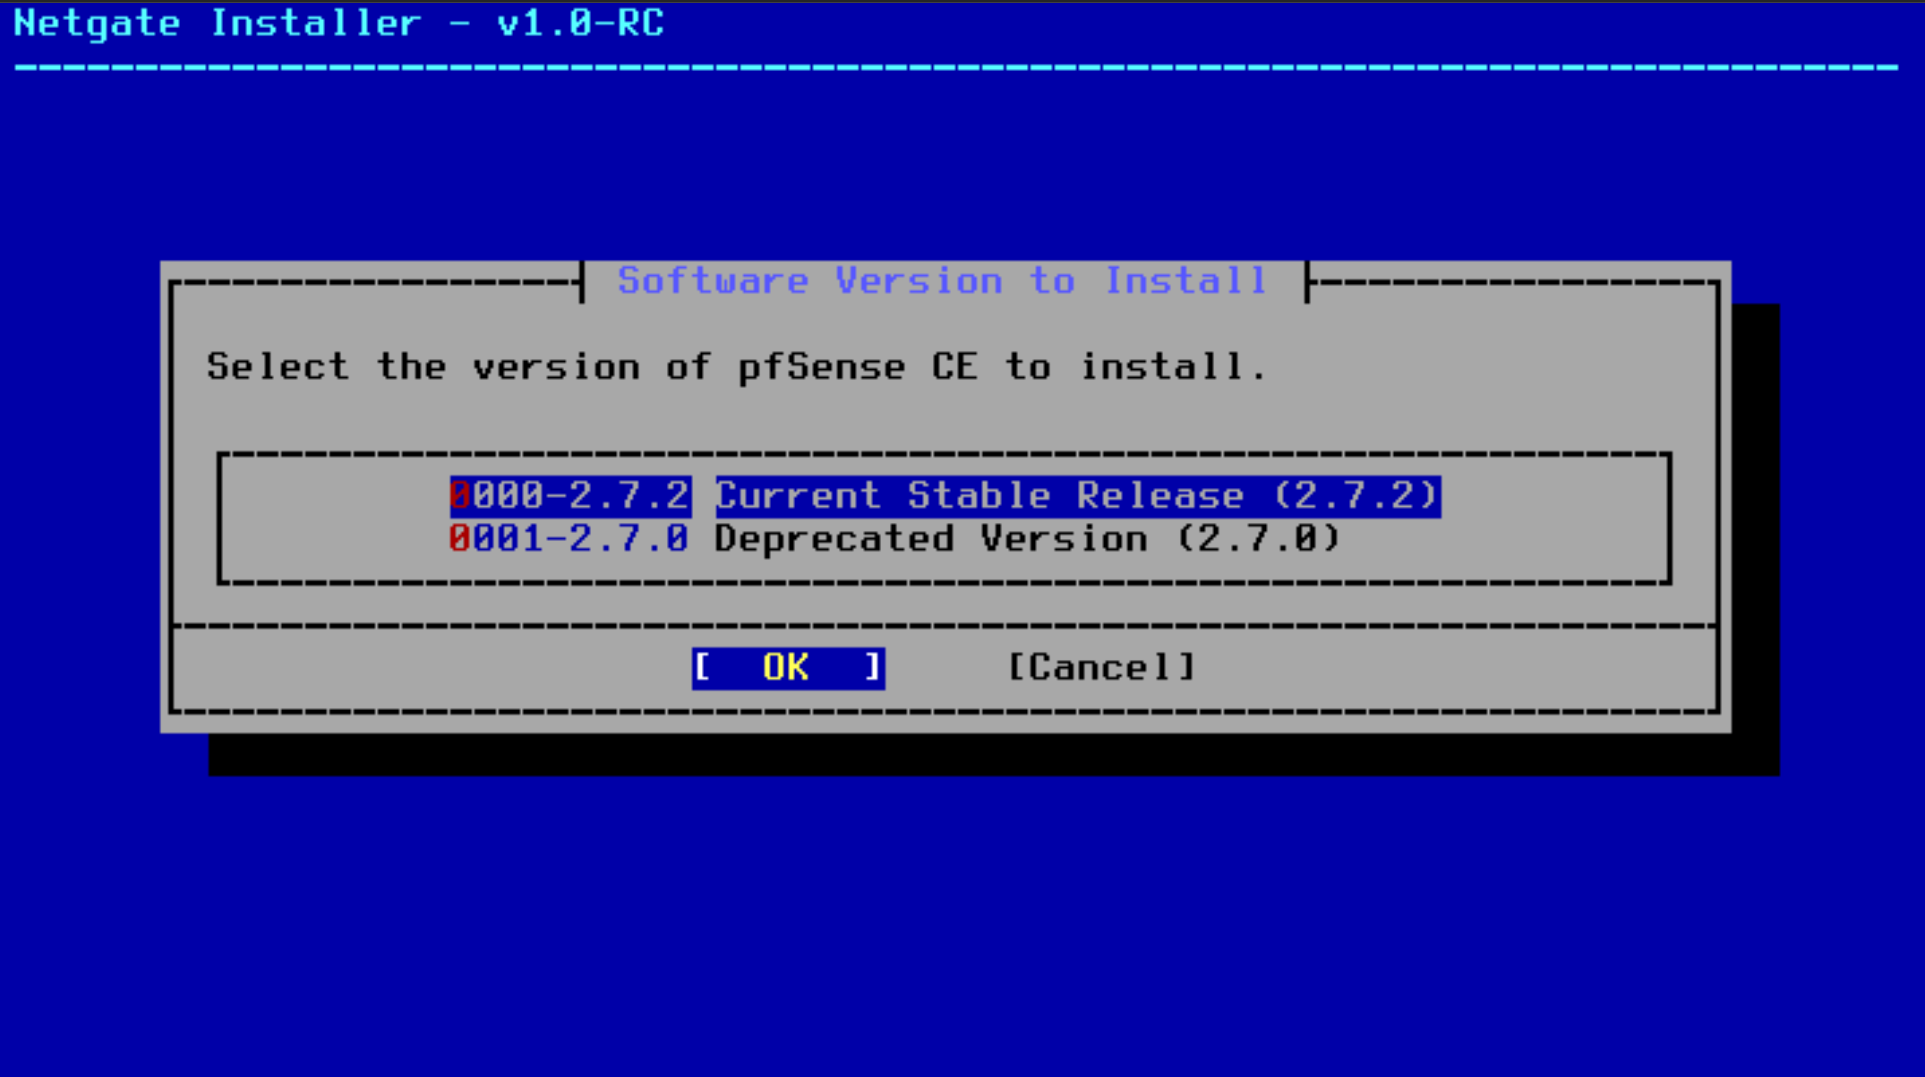 Netgate Installer - v1.0-RC
Software Version to Install
Select the version of pfSense CE to install.
0000-2.7.2 Current Stable Release (2.7.2)
0001-2.7.0 Deprecated Version (2.7.0)
[ OK ] [Cancel]